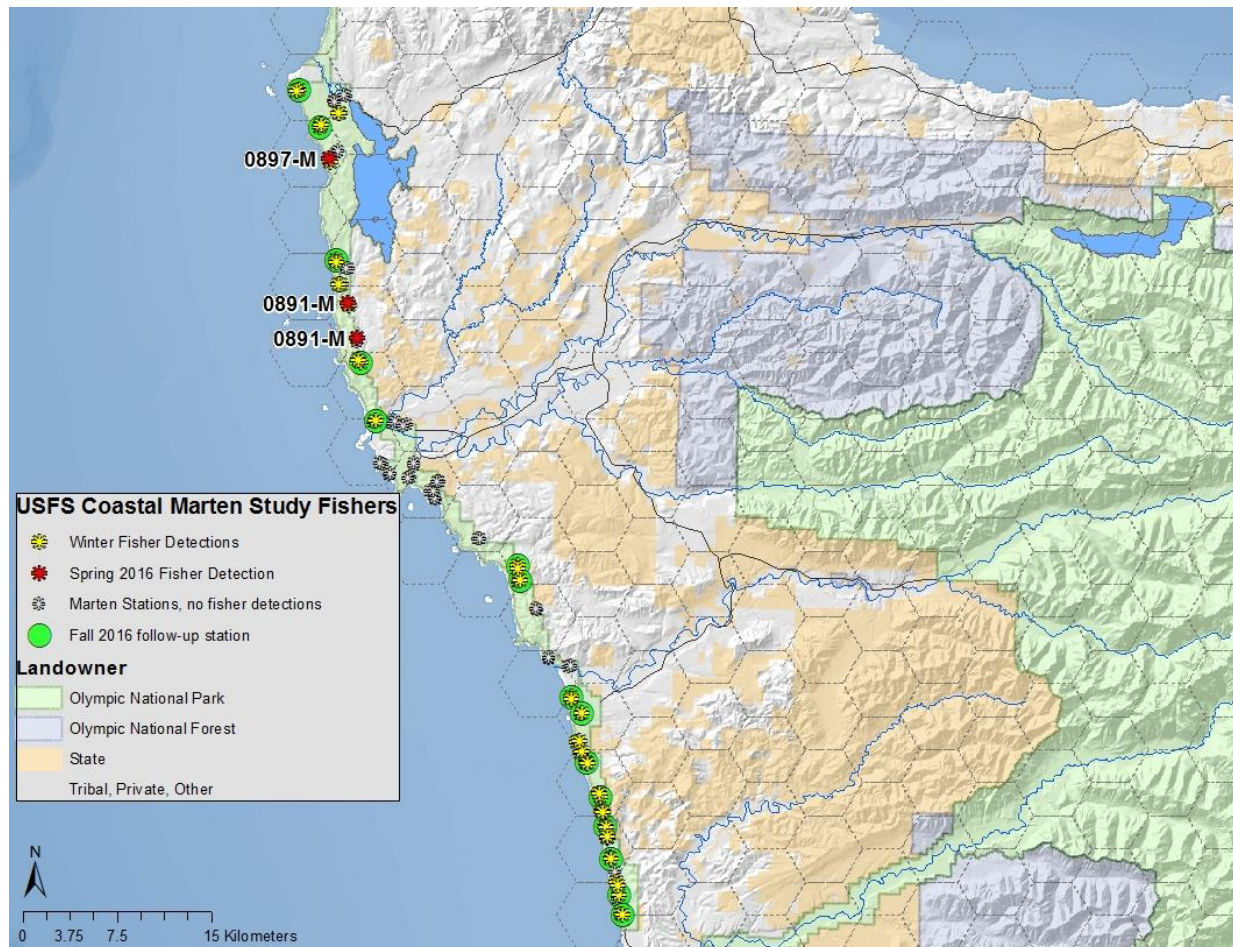 0897-M
0891-M
0891-M
USFS Coastal Marten Study Fishers
Winter Fisher Detections
Spring 2016 Fisher Detection
Marten Stations, no fisher detections
Fall 2016 follow-up station
Landowner
Olympic National Park
Olympic National Forest
State
Tribal, Private, Other
N
0 3.75 7.5 15 Kilometers